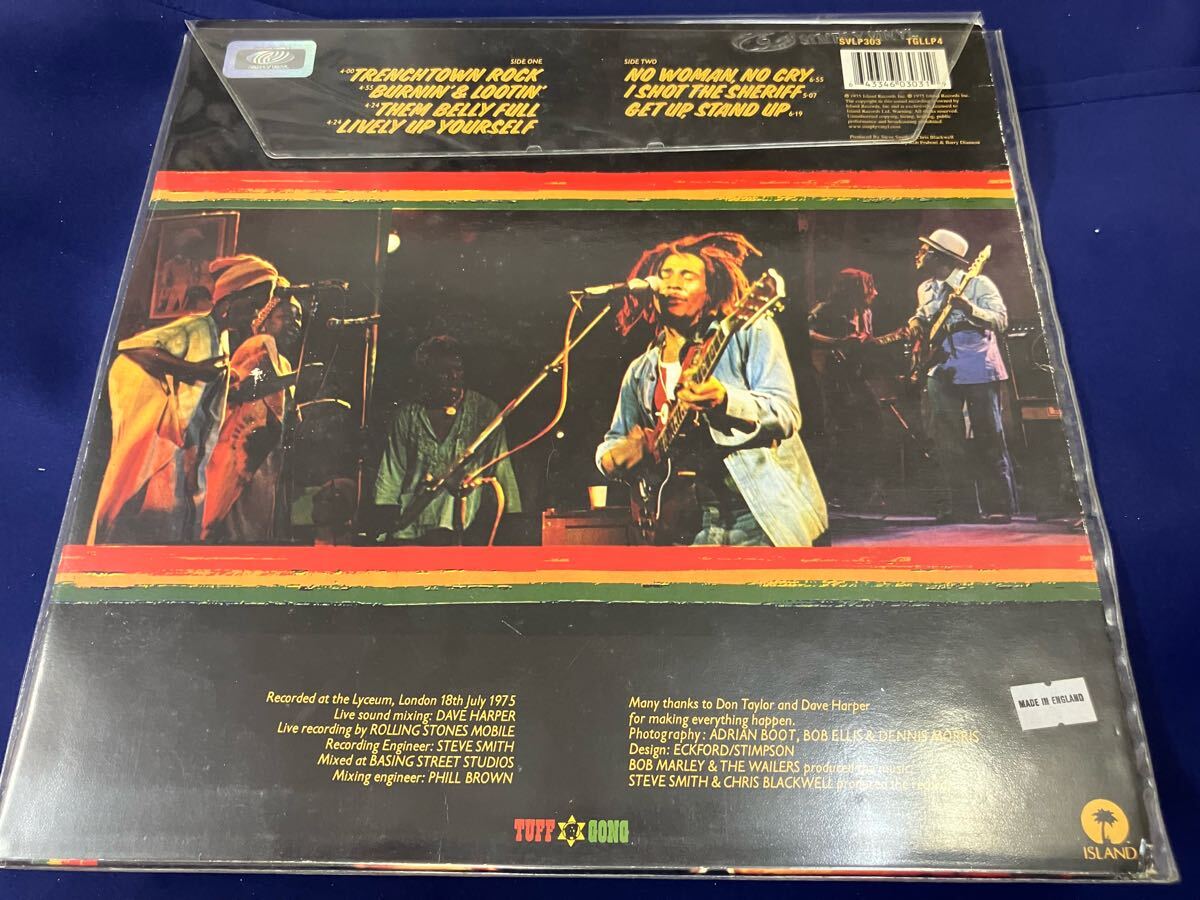 SVLP303 TGLLP4
SIDE ONE
4·00 TRENCHTOWN ROCK
4·55 BURNIN' & LOOTIN'
4·24 THEM BELLY FULL
4·24 LIVELY UP YOURSELF
SIDE TWO
NO WOMAN, NO CRY 6·55
I SHOT THE SHERIFF 5·07
GET UP, STAND UP 6·19
Recorded at the Lyceum, London 18th July 1975
Live sound mixing: DAVE HARPER
Live recording by ROLLING STONES MOBILE
Recording Engineer: STEVE SMITH
Mixed at BASING STREET STUDIOS
Mixing engineer: PHILL BROWN
Many thanks to Don Taylor and Dave Harper
for making everything happen.
Photography: ADRIAN BOOT, BOB ELLIS & DENNIS MORRIS
Design: ECKFORD/STIMPSON
BOB MARLEY & THE WAILERS produced the music
STEVE SMITH & CHRIS BLACKWELL produced the
MADE IN ENGLAND
TUFF GONG
ISLAND